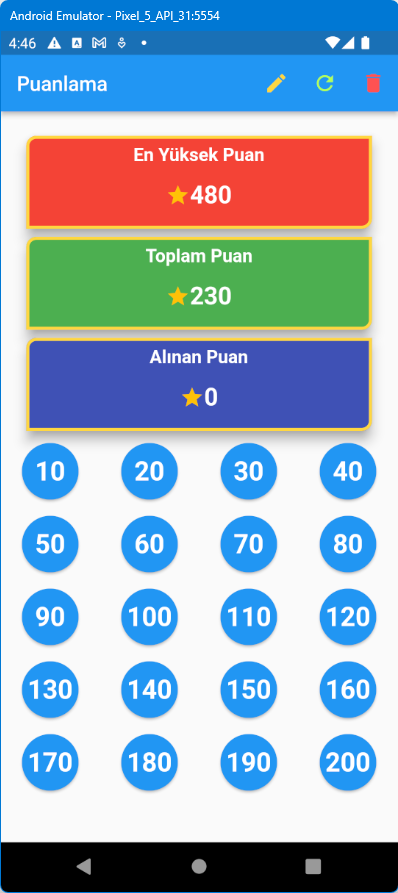 Android Emulator - Pixel_5_API_31:5554
4:46
Puanlama
En Yüksek Puan
480
Toplam Puan
230
Alınan Puan
0
10 20 30 40
50 60 70 80
90 100 110 120
130 140 150 160
170 180 190 200